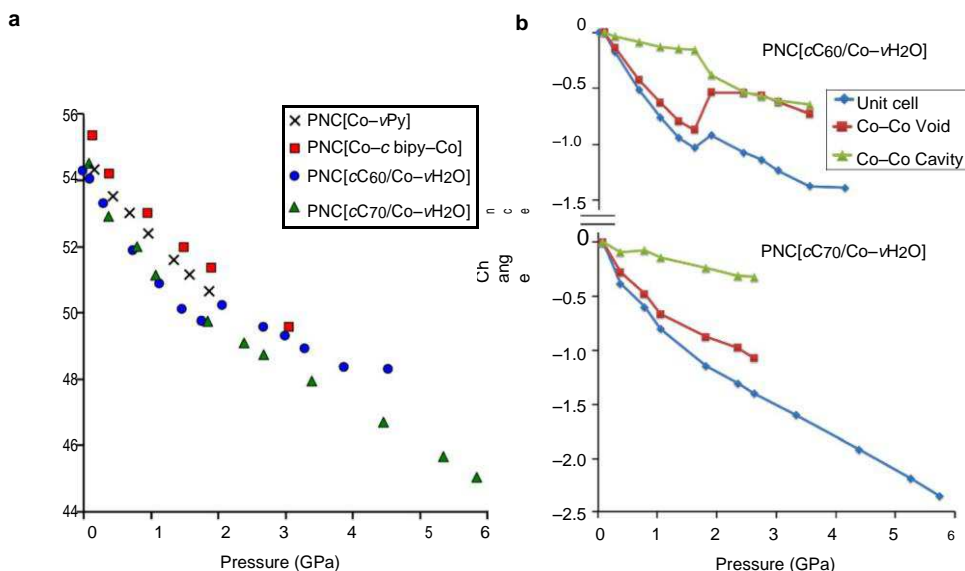 a
56
54
52
50
48
46
44
0
1
2
3
4
5
6
Pressure (GPa)
PNC[Co–vPy]
PNC[Co–c bipy–Co]
PNC[cC60/Co–vH2O]
PNC[cC70/Co–vH2O]
b
n c e
Ch
ang
e
0
–0.5
–1.0
–1.5
PNC[cC60/Co–vH2O]
Unit cell
Co–Co Void
Co–Co Cavity
0
–0.5
–1.0
–1.5
–2.0
–2.5
PNC[cC70/Co–vH2O]
0
1
2
3
4
5
6
Pressure (GPa)